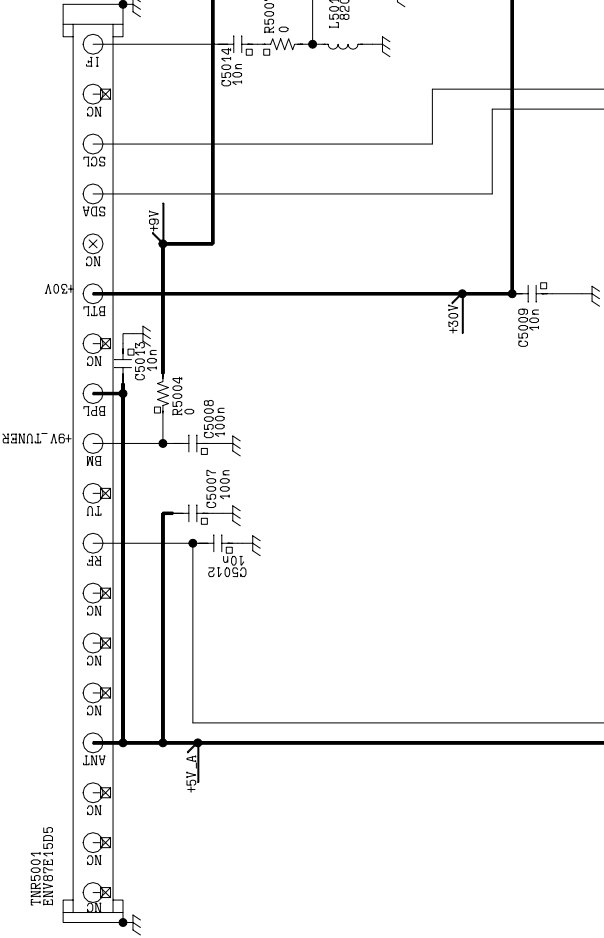 R500
0
L501
820
IF
C5014
10n
NC
SCL
SDA
+9V
NC
+30V
BTL
+30V
C5009
10n
NC
C5013
10n
BPL
R5004
0
+9V_TUNER
BM
C5008
100n
TU
C5007
100n
RF
C5012
10n
NC
NC
NC
ANT
+5V_A
NC
NC
NC
TNR5001
ENV87E15D5